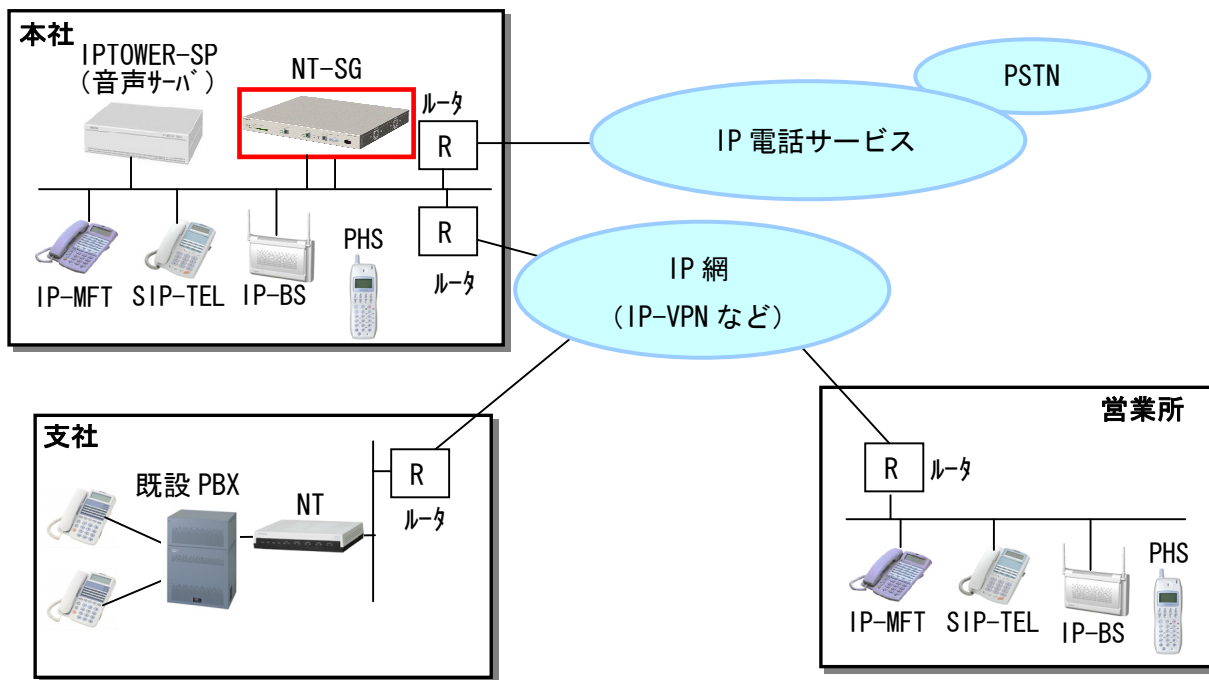 本社
IPTOWER-SP
（音声ｻｰﾊﾞ）
NT-SG
ﾙｰﾀ
R
IP-MFT
SIP-TEL
IP-BS
PHS
R
ﾙｰﾀ
PSTN
IP 電話サービス
IP 網
（IP-VPN など）
支社
既設 PBX
NT
R
ﾙｰﾀ
営業所
R
ﾙｰﾀ
IP-MFT
SIP-TEL
IP-BS
PHS